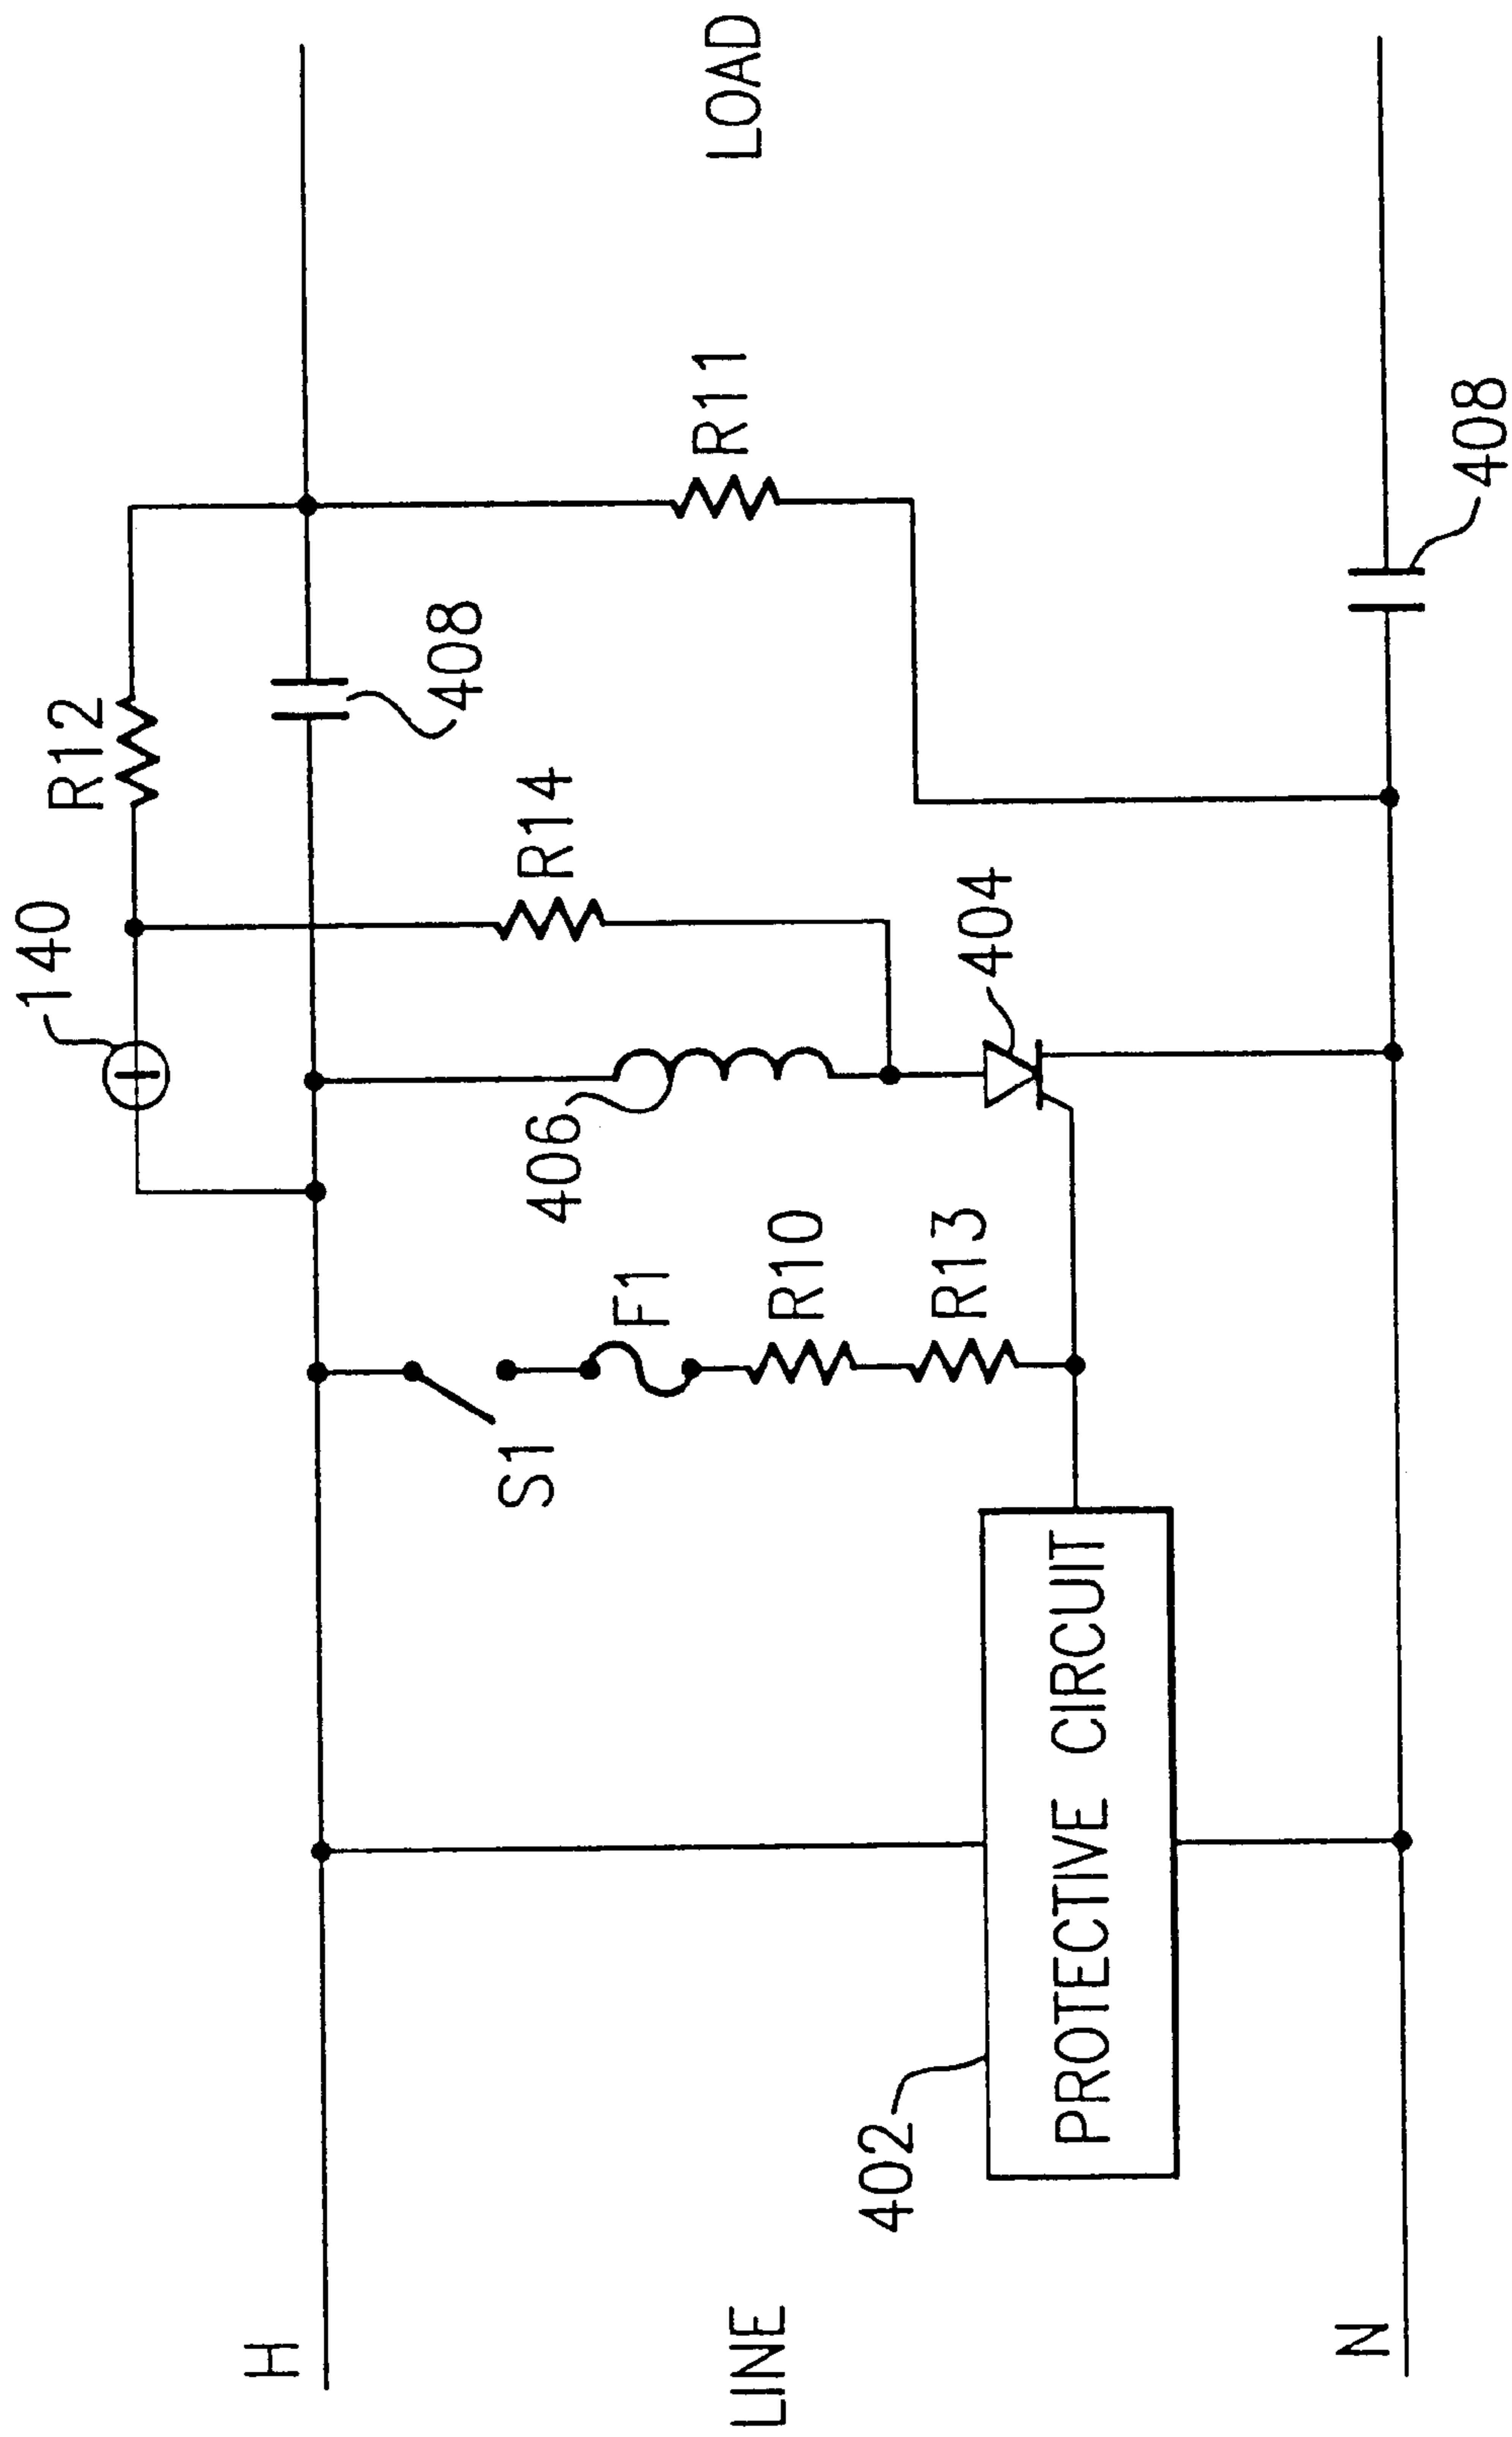 H
LINE
N
402
PROTECTIVE CIRCUIT
S1
F1
R10
R13
406
404
140
R14
R12
408
R11
408
LOAD